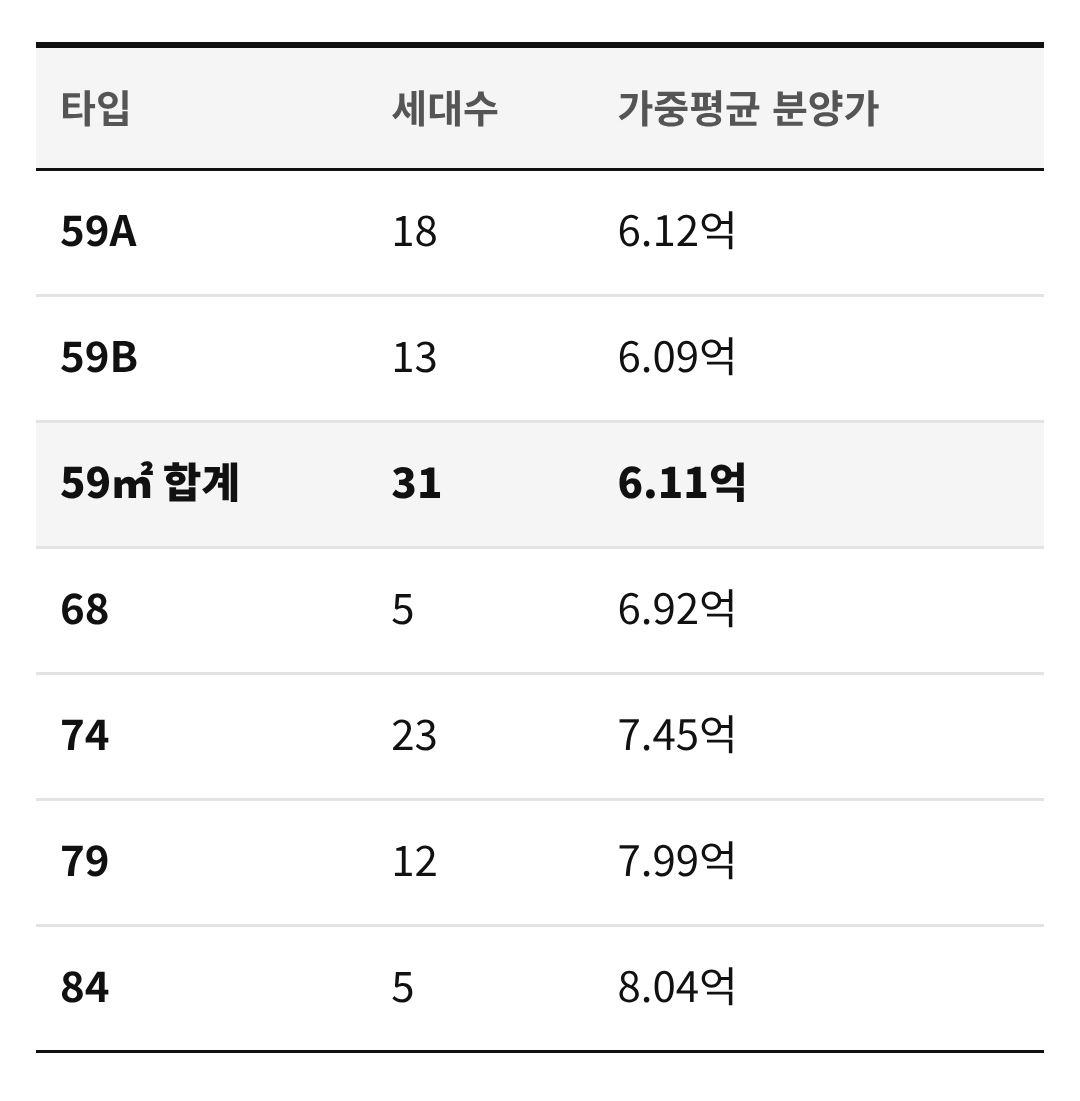 타입 세대수 가중평균 분양가
59A 18 6.12억
59B 13 6.09억
59㎡ 합계 31 6.11억
68 5 6.92억
74 23 7.45억
79 12 7.99억
84 5 8.04억